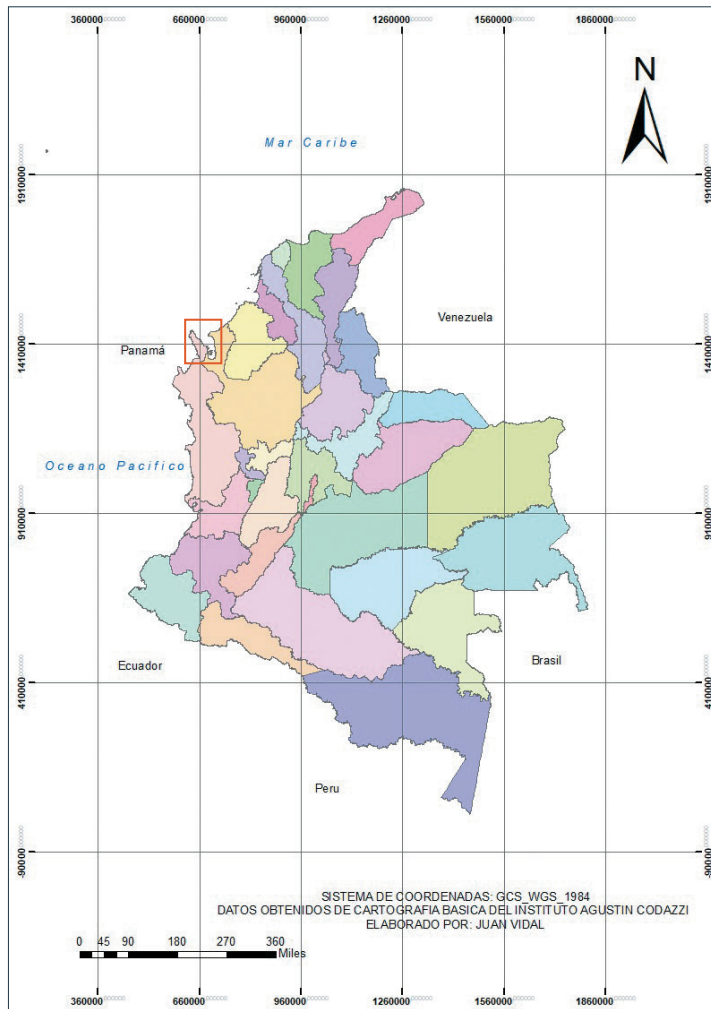 360000 660000 960000 1260000 1560000 1860000
N
Mar Caribe
1910000 1910000
Venezuela
Panamá
1410000 1410000
Oceano Pacifico
910000 910000
Ecuador
Brasil
410000 410000
Peru
-90000 -90000
SISTEMA DE COORDENADAS: GCS_WGS_1984
DATOS OBTENIDOS DE CARTOGRAFIA BASICA DEL INSTITUTO AGUSTIN CODAZZI
ELABORADO POR: JUAN VIDAL
0 45 90 180 270 360
Miles
360000 660000 960000 1260000 1560000 1860000